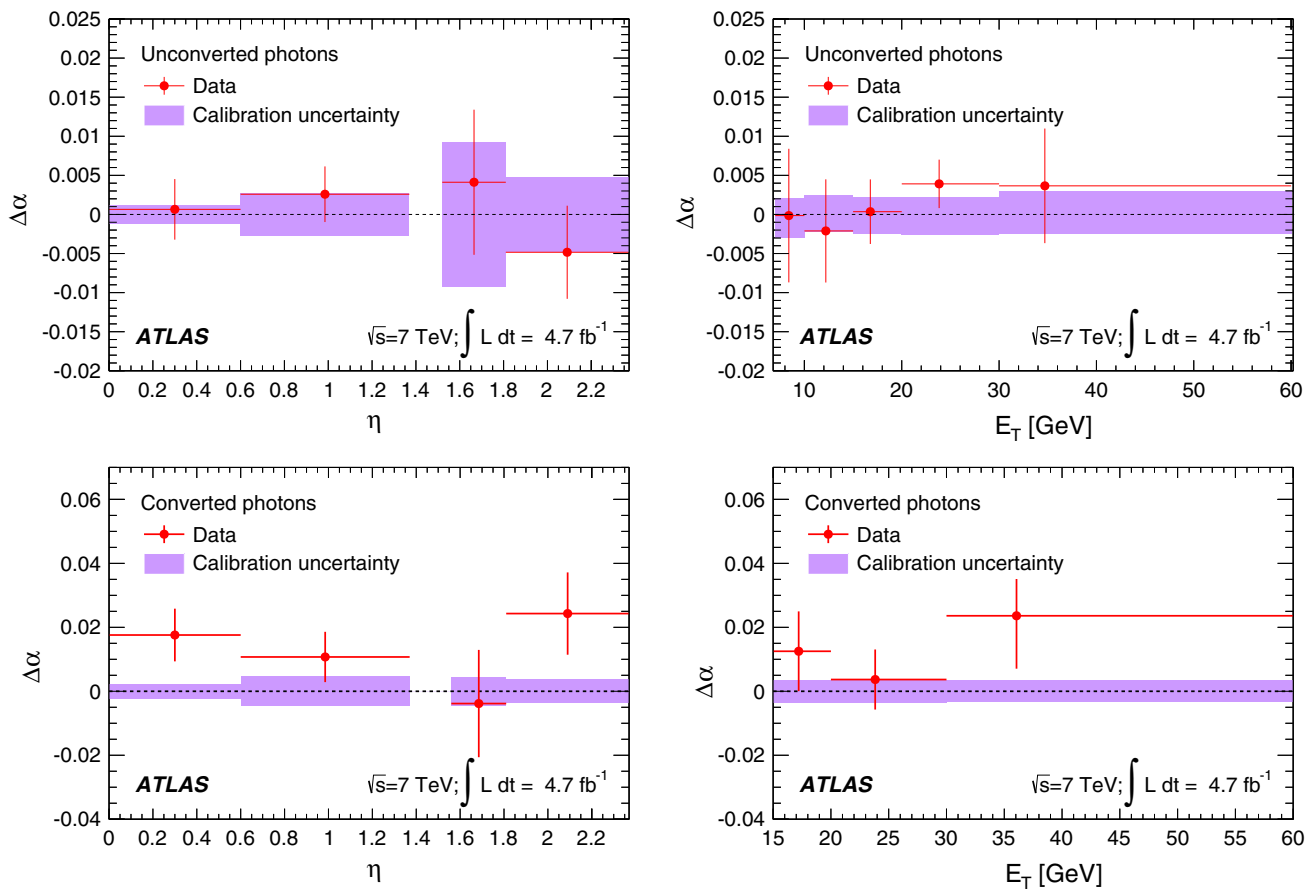 0.025
0.02
0.015
0.01
0.005
0
-0.005
-0.01
-0.015
-0.02
Δα
Unconverted photons
Data
Calibration uncertainty
ATLAS
√s=7 TeV; ∫ L dt = 4.7 fb⁻¹
0 0.2 0.4 0.6 0.8 1 1.2 1.4 1.6 1.8 2 2.2
η
0.025
0.02
0.015
0.01
0.005
0
-0.005
-0.01
-0.015
-0.02
Δα
Unconverted photons
Data
Calibration uncertainty
ATLAS
√s=7 TeV; ∫ L dt = 4.7 fb⁻¹
10 20 30 40 50 60
E_T [GeV]
0.06
0.04
0.02
0
-0.02
-0.04
Δα
Converted photons
Data
Calibration uncertainty
ATLAS
√s=7 TeV; ∫ L dt = 4.7 fb⁻¹
0 0.2 0.4 0.6 0.8 1 1.2 1.4 1.6 1.8 2 2.2
η
0.06
0.04
0.02
0
-0.02
-0.04
Δα
Converted photons
Data
Calibration uncertainty
ATLAS
√s=7 TeV; ∫ L dt = 4.7 fb⁻¹
15 20 25 30 35 40 45 50 55 60
E_T [GeV]